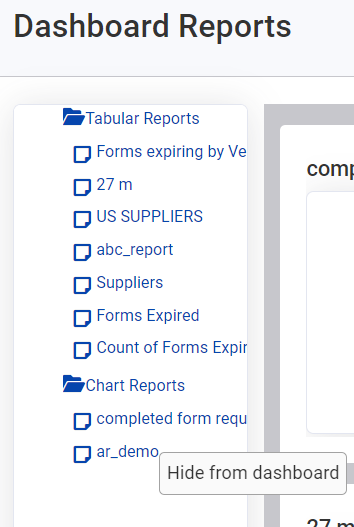 Dashboard Reports
Tabular Reports
Forms expiring by Ve
27 m
US SUPPLIERS
abc_report
Suppliers
Forms Expired
Count of Forms Expir
Chart Reports
completed form requ
ar_demo
Hide from dashboard
comp
27 m